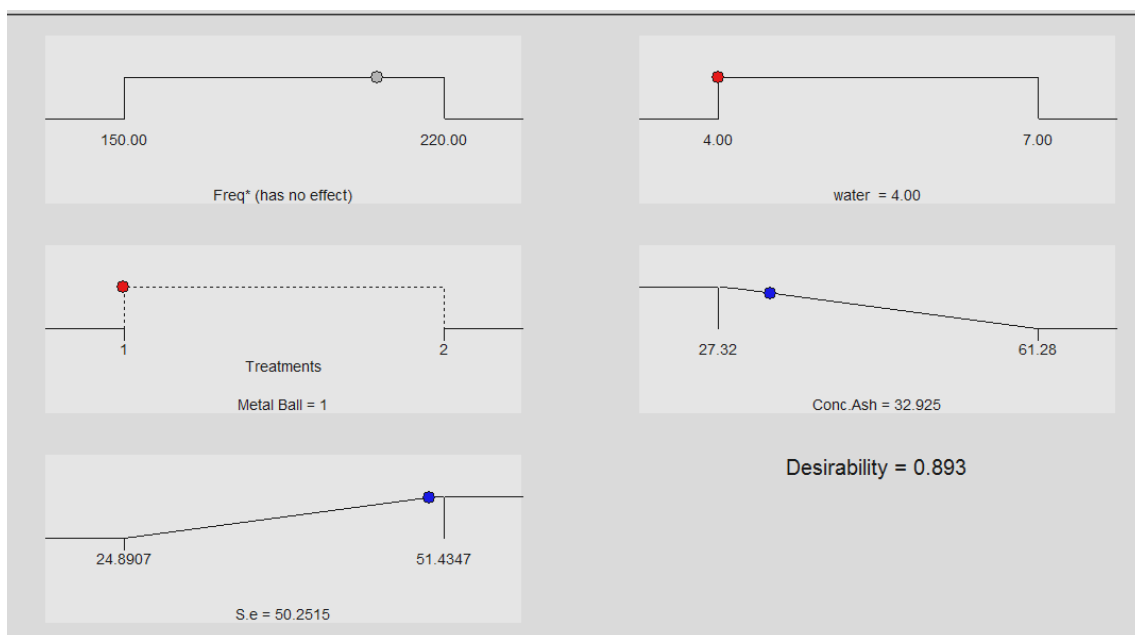 150.00 220.00
Freq* (has no effect)
4.00 7.00
water = 4.00
1 2
Treatments
Metal Ball = 1
27.32 61.28
Conc.Ash = 32.925
24.8907 51.4347
S.e = 50.2515
Desirability = 0.893